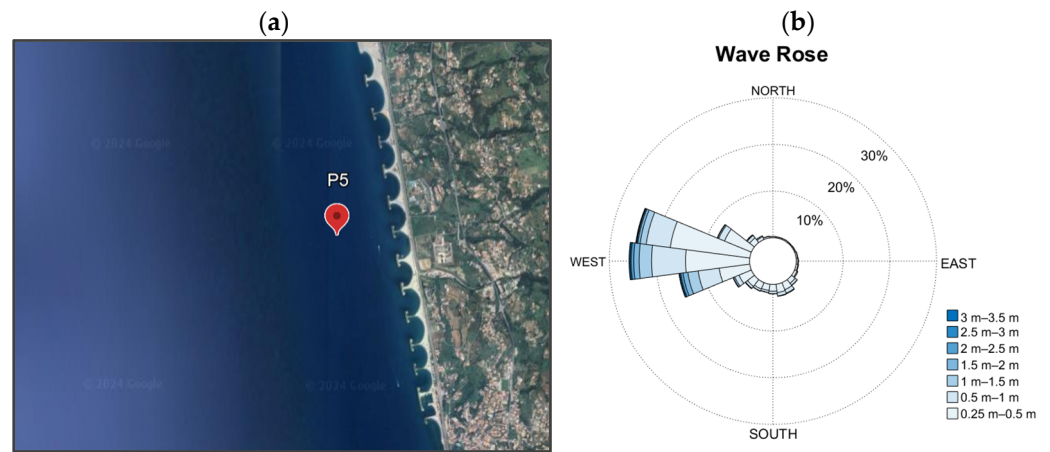 (a)
(b)
© 2024 Google
© 2024 Google
P5
© 2024 Google
© 2024 Google
Wave Rose
NORTH
30%
20%
10%
WEST
EAST
SOUTH
3 m–3.5 m
2.5 m–3 m
2 m–2.5 m
1.5 m–2 m
1 m–1.5 m
0.5 m–1 m
0.25 m–0.5 m